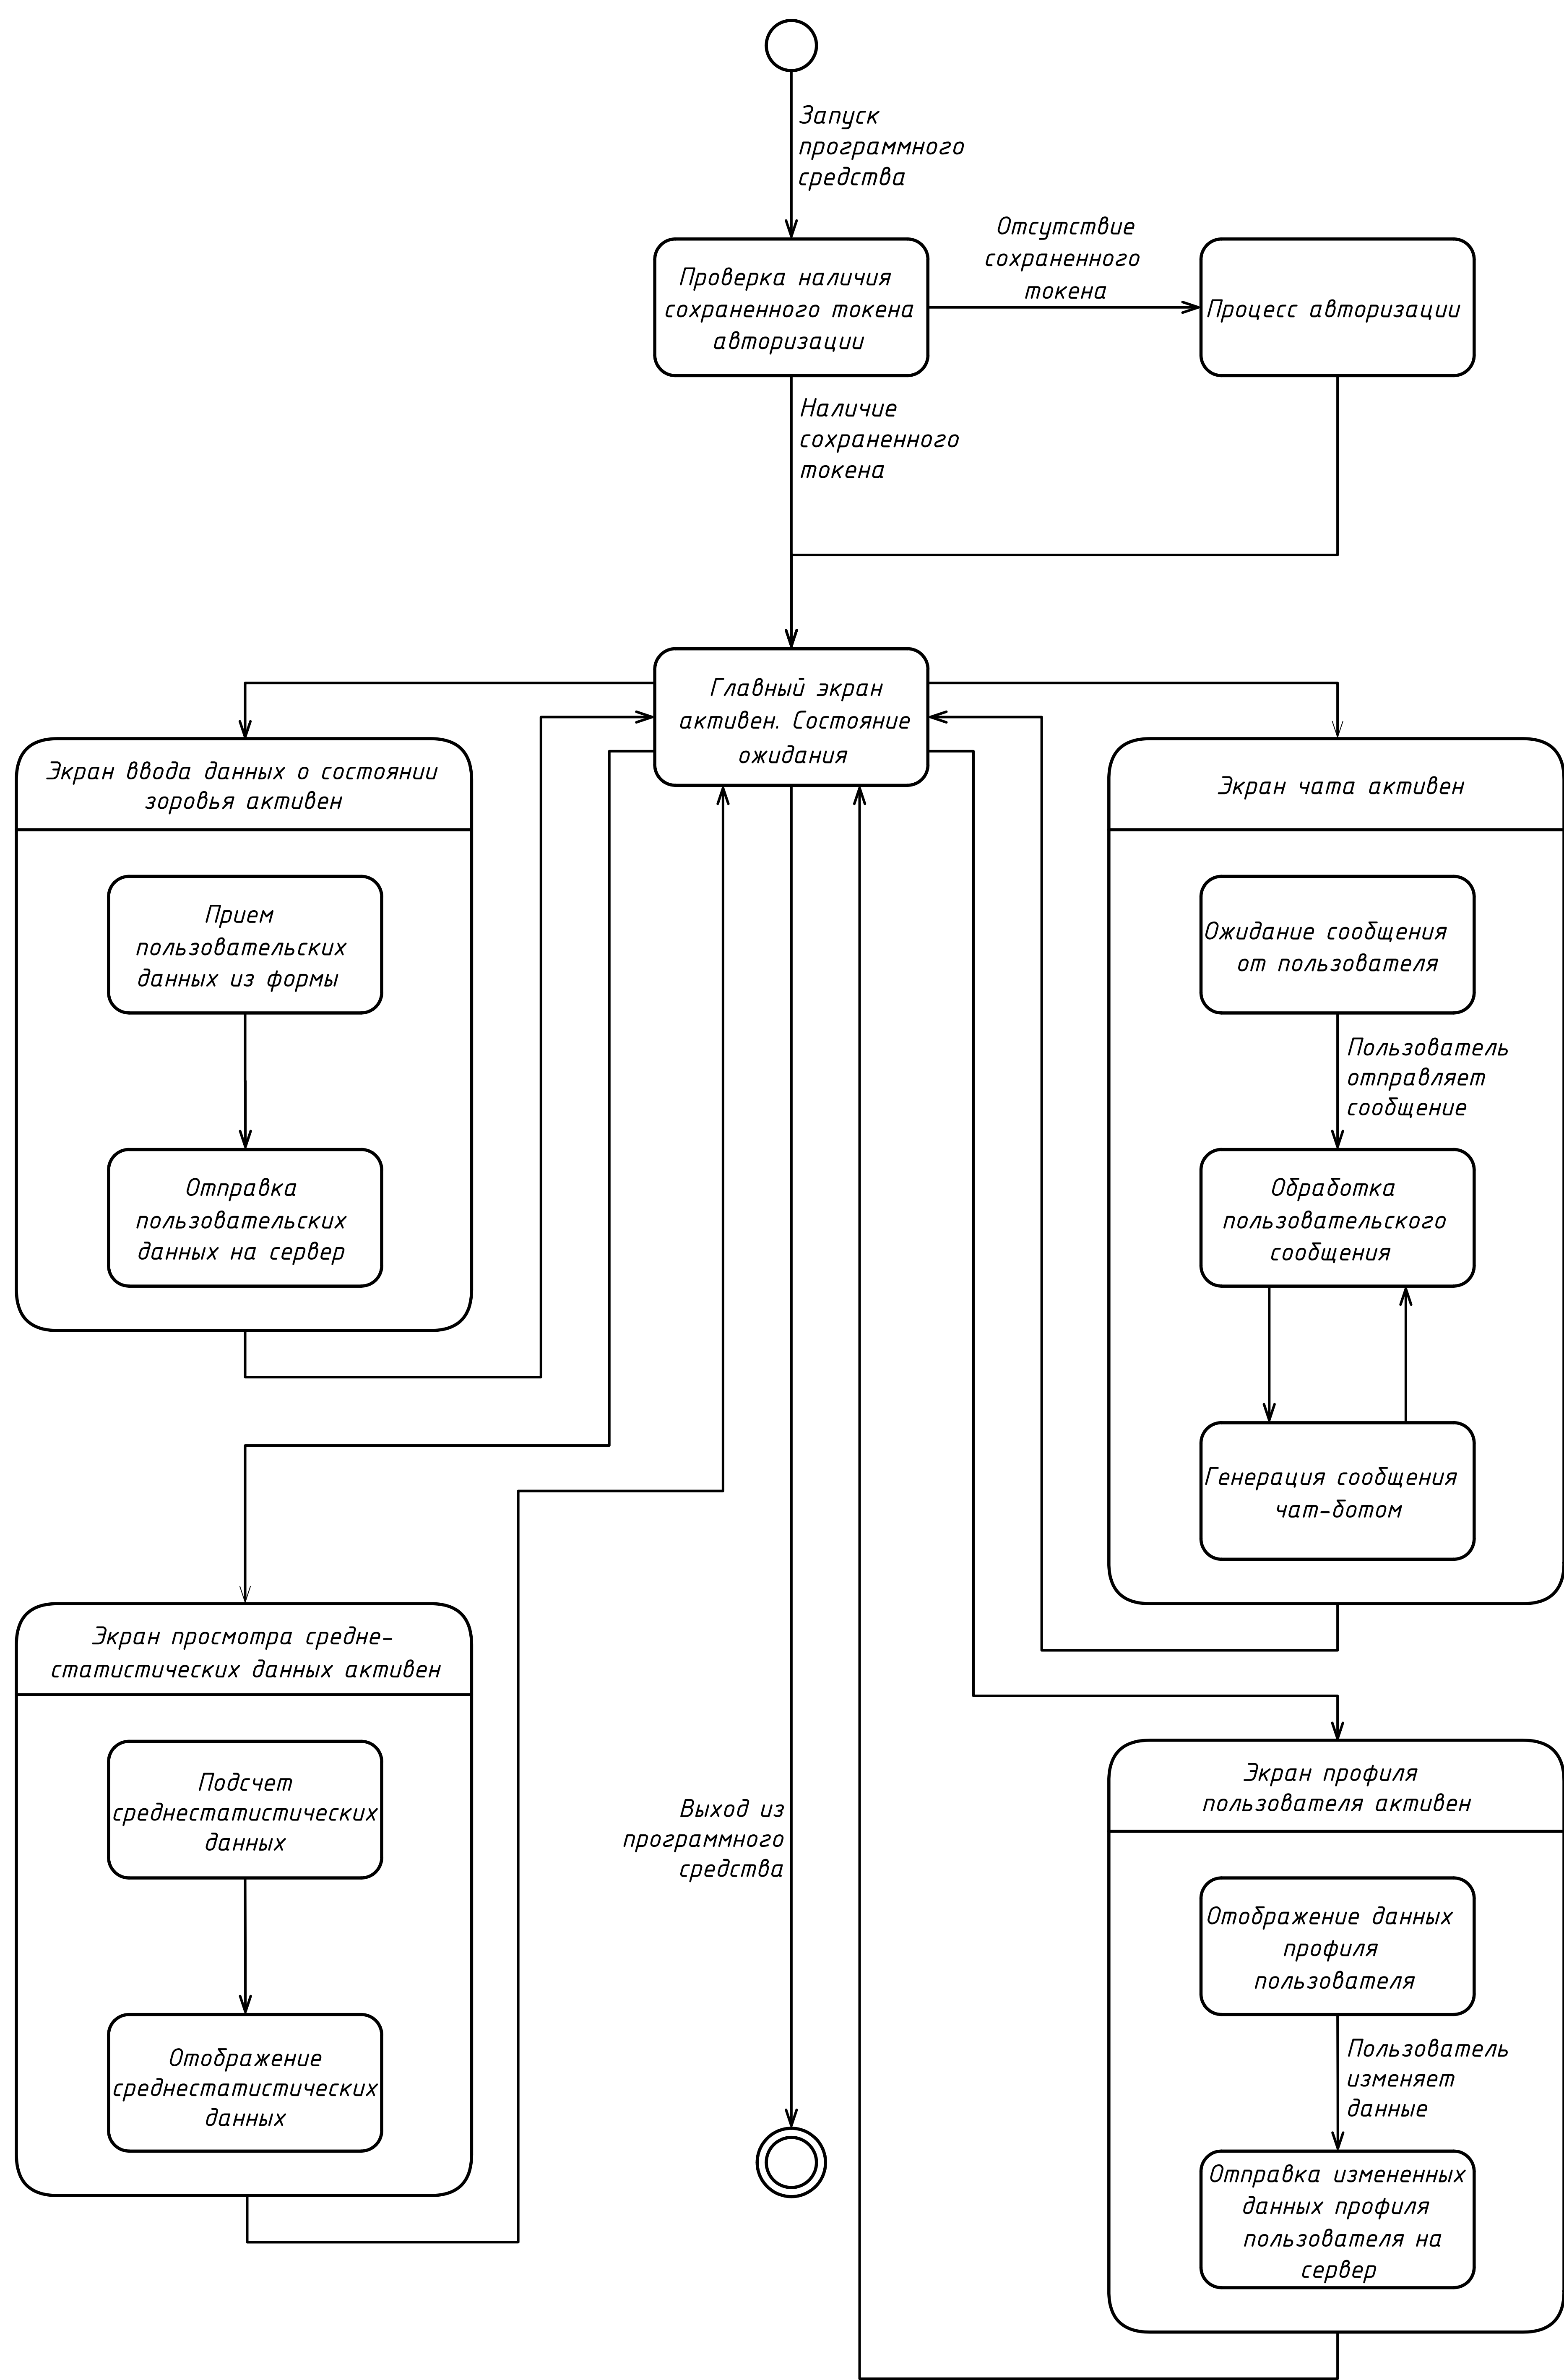 Запуск
программного
средства
Отсутствие
сохраненного
токена
Проверка наличия
сохраненного токена
авторизации
Процесс авторизации
Наличие
сохраненного
токена
Главный экран
активен. Состояние
ожидания
Экран ввода данных о состоянии
зоровья активен
Прием
пользовательских
данных из формы
Отправка
пользовательских
данных на сервер
Экран чата активен
Ожидание сообщения
от пользователя
Пользователь
отправляет
сообщение
Обработка
пользовательского
сообщения
Генерация сообщения
чат-ботом
Экран просмотра средне-
статистических данных активен
Подсчет
среднестатистических
данных
Отображение
среднестатистических
данных
Выход из
программного
средства
Экран профиля
пользователя активен
Отображение данных
профиля
пользователя
Пользователь
изменяет
данные
Отправка измененных
данных профиля
пользователя на
сервер